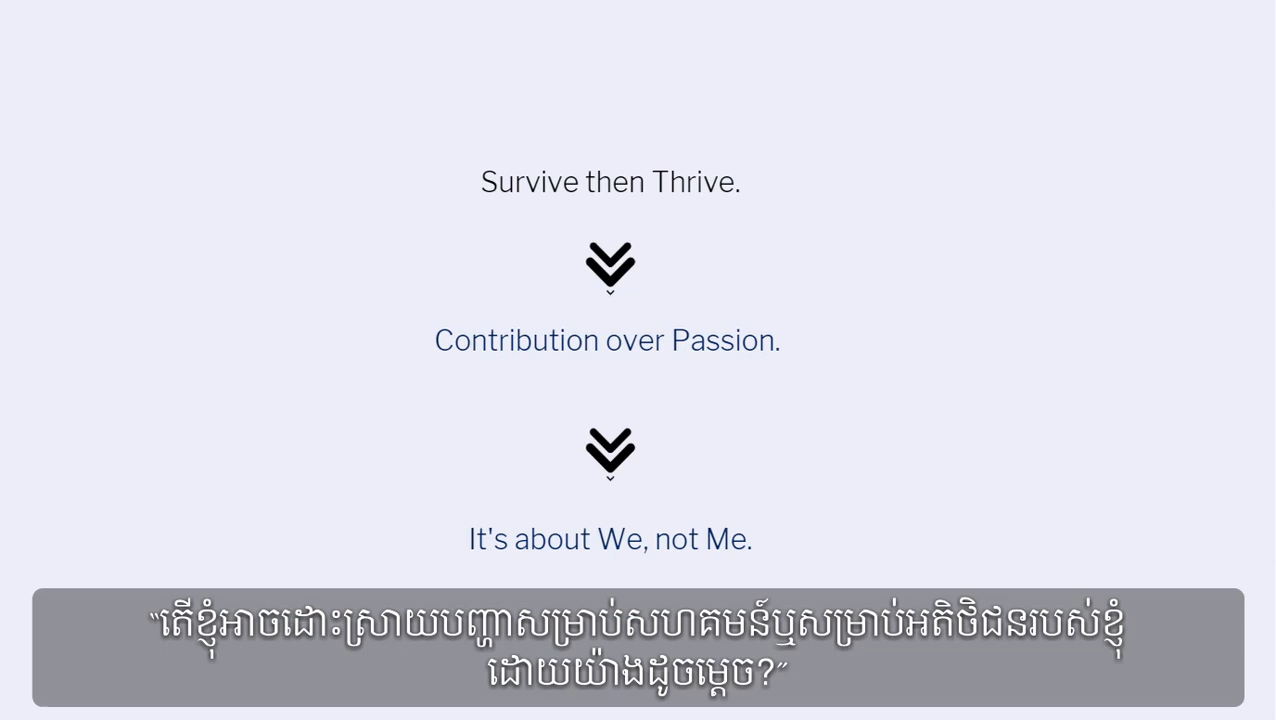 Survive then Thrive.
Contribution over Passion.
It's about We, not Me.
“តើខ្ញុំអាចដោះស្រាយបញ្ហាសម្រាប់សហគមន៍ឬសម្រាប់អតិថិជនរបស់ខ្ញុំ
ដោយយ៉ាងដូចម្តេច?”